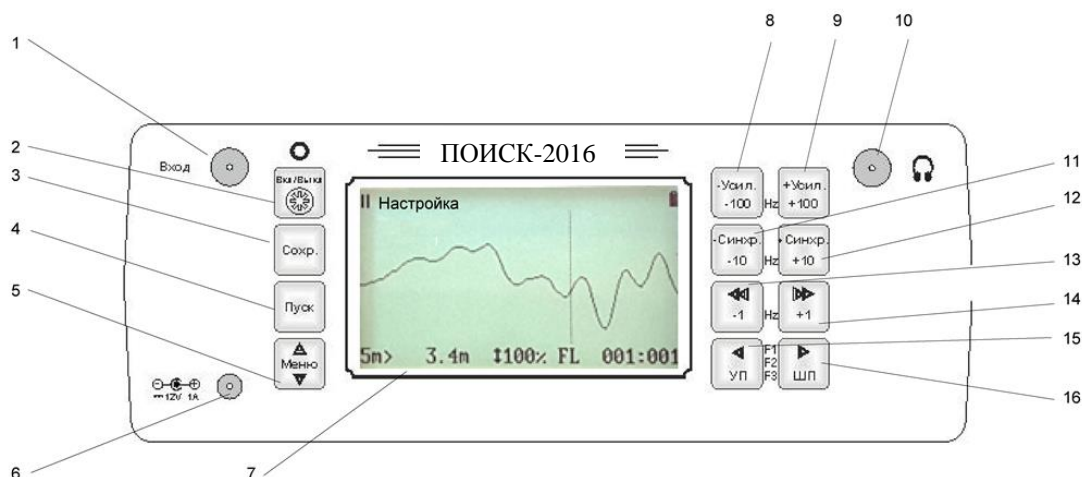 8
9
10
1
ПОИСК-2016
Вход
2
Вкл/Выкл
11
3
-Усил.
-100
Hz
+Усил.
+100
12
Настройка
4
Сохр.
-Синхр.
-10
Hz
+Синхр.
+10
13
5
Пуск
-1
Hz
+1
14
15
Меню
5m> 3.4m ↕100% FL 001:001
УП
F1
F2
F3
ШП
12V 1A
16
6
7